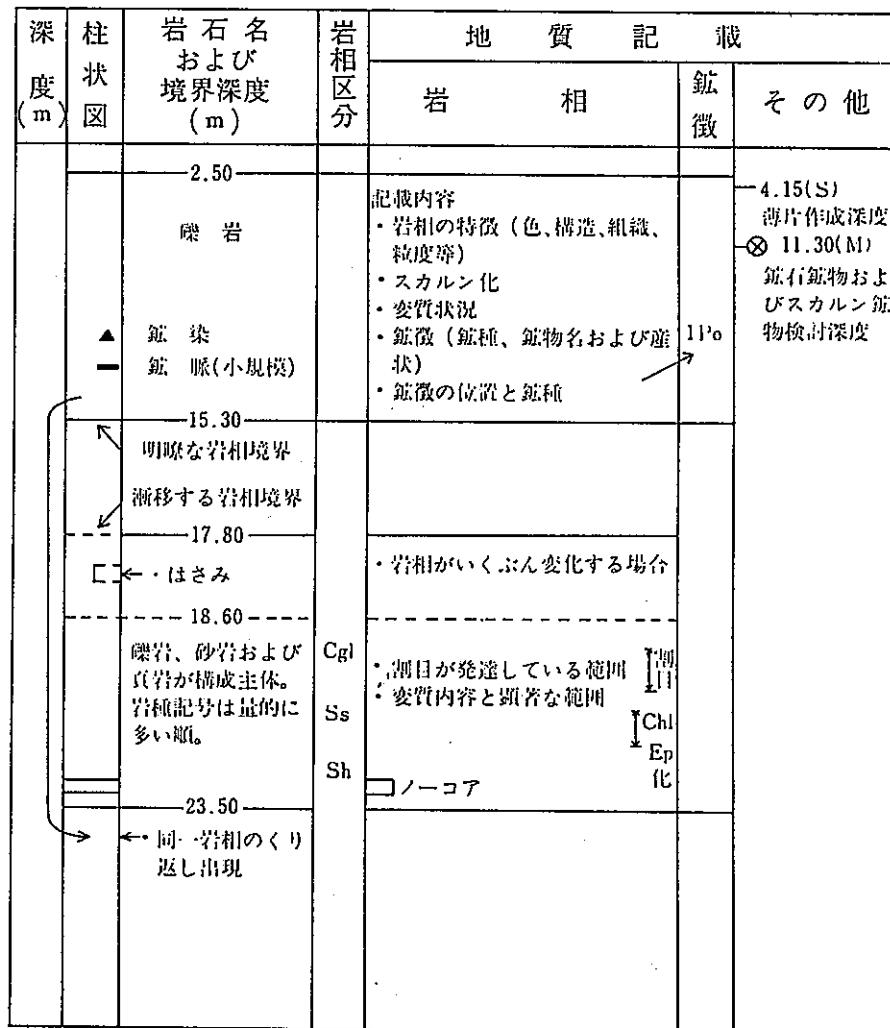 深度(m)
柱状図
岩石名
および
境界深度
(m)
岩相区分
地質記載
岩相
鉱徴
その他
2.50
礫岩
▲ 鉱染
━ 鉱脈(小規模)
15.30
明瞭な岩相境界
漸移する岩相境界
17.80
・はさみ
18.60
礫岩、砂岩および
頁岩が構成主体。
岩種記号は量的に
多い順。
23.50
・同一岩相のくり
返し出現
Cgl
Ss
Sh
記載内容
・岩相の特徴(色、構造、組織、
粒度等)
・スカルン化
・変質状況
・鉱徴(鉱種、鉱物名および産
状)
・鉱徴の位置と鉱種
・岩相がいくぶん変化する場合
・割目が発達している範囲
・変質内容と顕著な範囲
割目
Chl
Ep
化
ノーコア
Po
4.15(S)
薄片作成深度
⊗ 11.30(M)
鉱石鉱物およ
びスカルン鉱
物検討深度